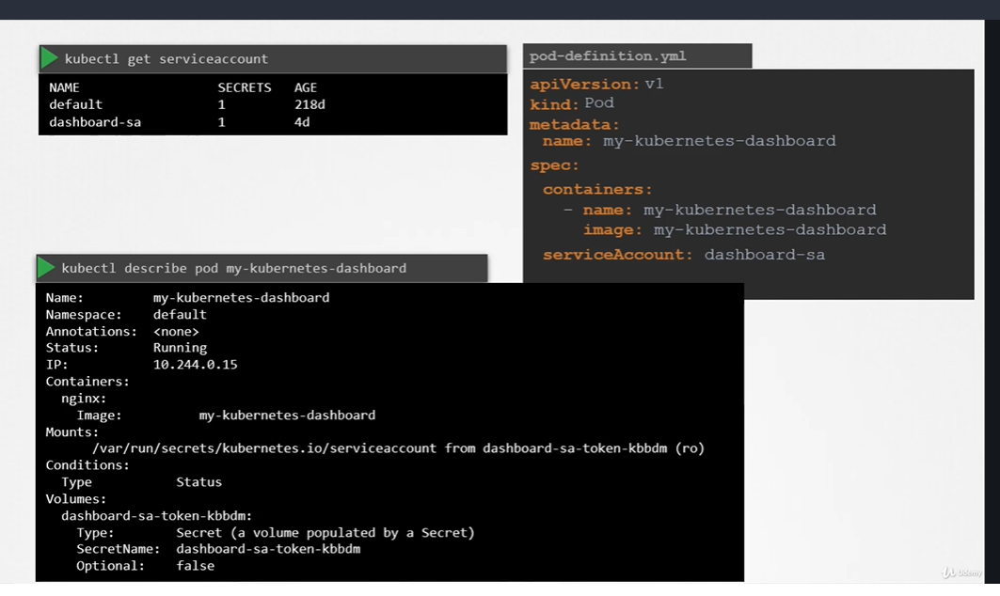 kubectl get serviceaccount
NAME SECRETS AGE
default 1 218d
dashboard-sa 1 4d
pod-definition.yml
apiVersion: v1
kind: Pod
metadata:
name: my-kubernetes-dashboard
spec:
containers:
- name: my-kubernetes-dashboard
image: my-kubernetes-dashboard
serviceAccount: dashboard-sa
kubectl describe pod my-kubernetes-dashboard
Name: my-kubernetes-dashboard
Namespace: default
Annotations: <none>
Status: Running
IP: 10.244.0.15
Containers:
nginx:
Image: my-kubernetes-dashboard
Mounts:
/var/run/secrets/kubernetes.io/serviceaccount from dashboard-sa-token-kbbdm (ro)
Conditions:
Type Status
Volumes:
dashboard-sa-token-kbbdm:
Type: Secret (a volume populated by a Secret)
SecretName: dashboard-sa-token-kbbdm
Optional: false
Udemy